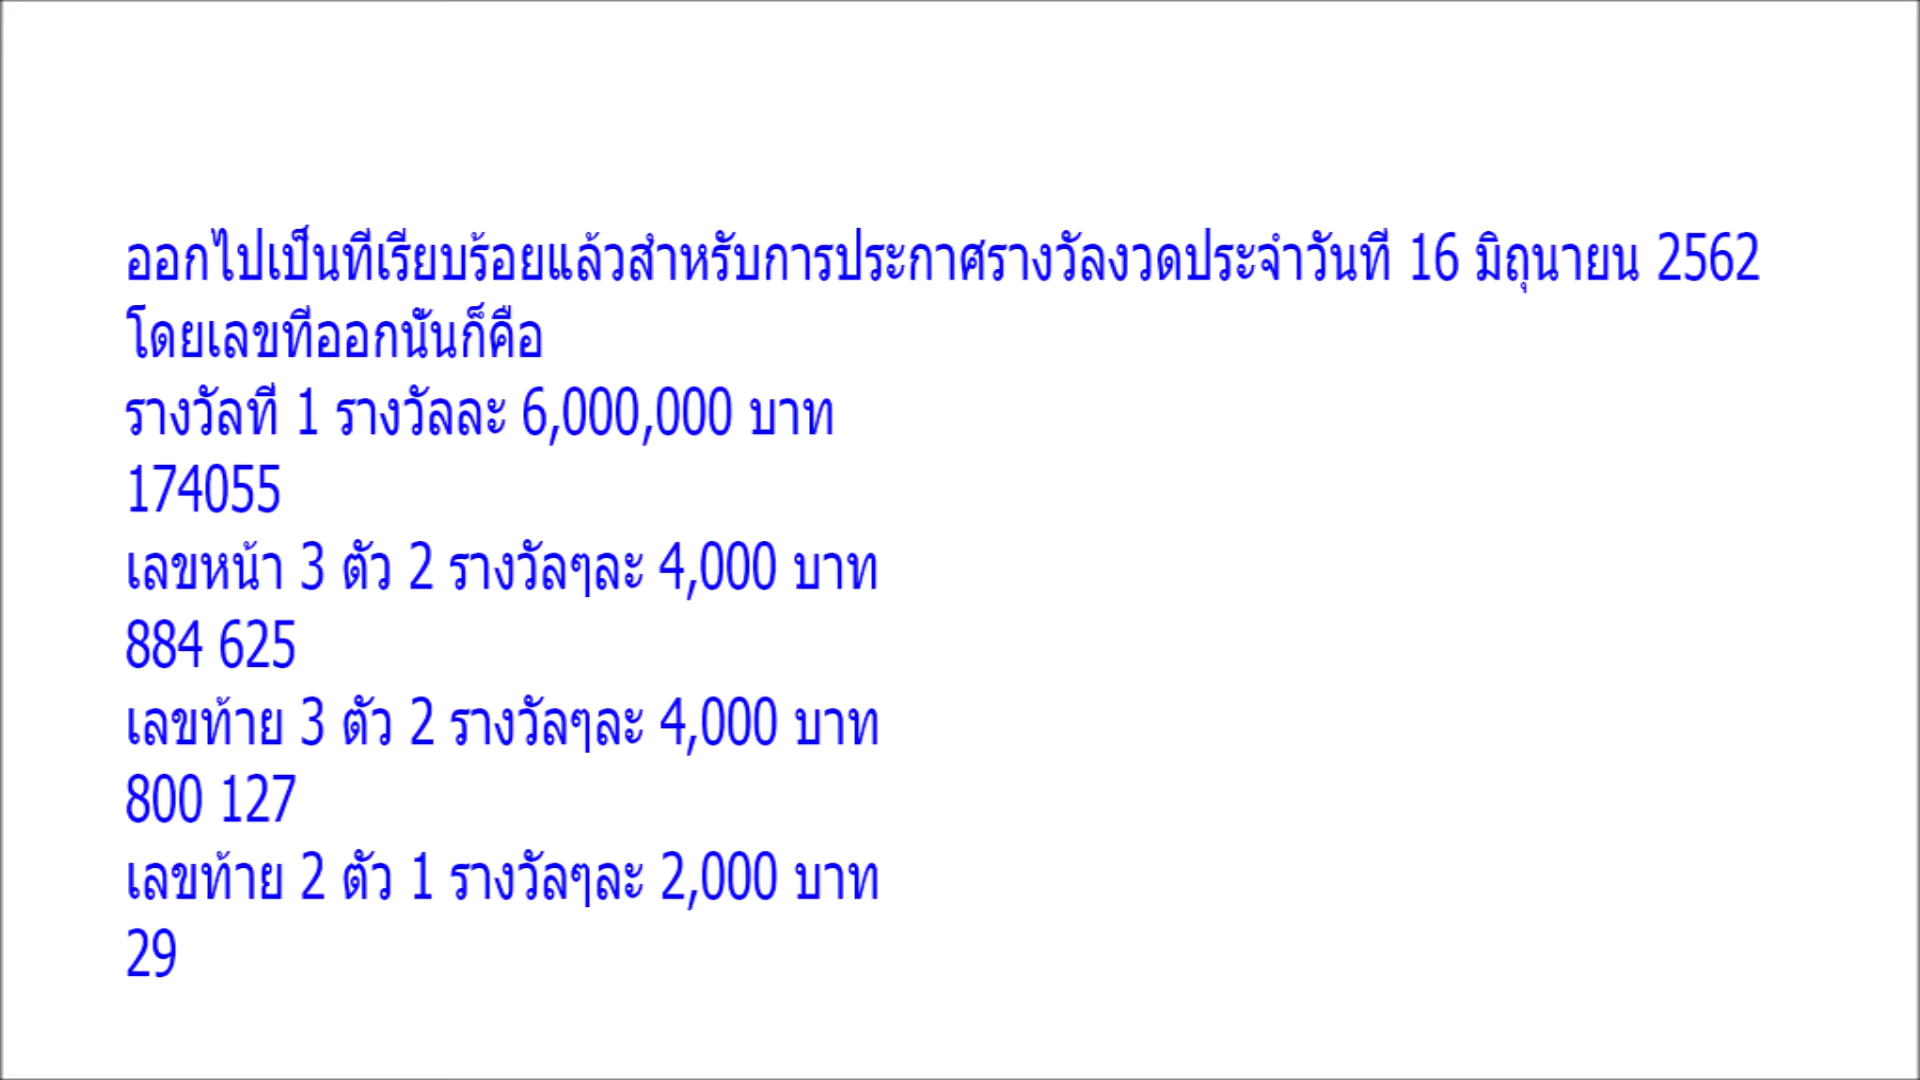 ออกไปเป็นที่เรียบร้อยแล้วสำหรับการประกาศรางวัลงวดประจำวันที่ 16 มิถุนายน 2562
โดยเลขที่ออกนั้นก็คือ
รางวัลที่ 1 รางวัลละ 6,000,000 บาท
174055
เลขหน้า 3 ตัว 2 รางวัลๆละ 4,000 บาท
884 625
เลขท้าย 3 ตัว 2 รางวัลๆละ 4,000 บาท
800 127
เลขท้าย 2 ตัว 1 รางวัลๆละ 2,000 บาท
29